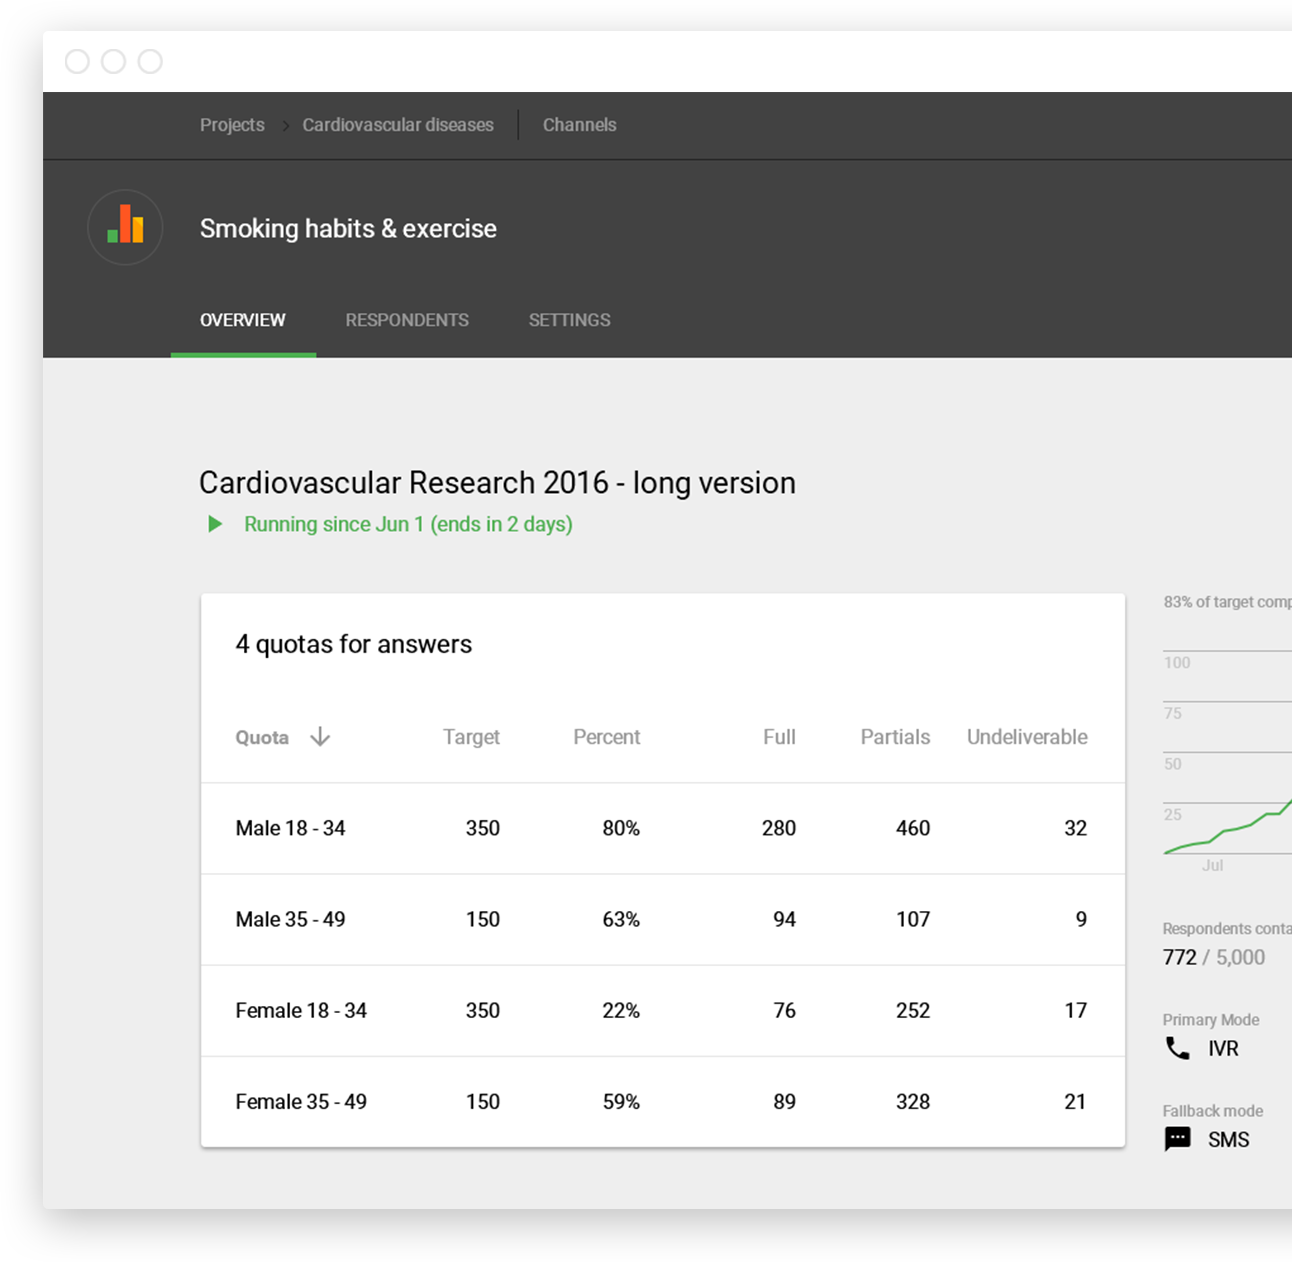 Projects > Cardiovascular diseases | Channels
Smoking habits & exercise
OVERVIEW RESPONDENTS SETTINGS
Cardiovascular Research 2016 - long version
Running since Jun 1 (ends in 2 days)
4 quotas for answers
Quota Target Percent Full Partials Undeliverable
Male 18 - 34 350 80% 280 460 32
Male 35 - 49 150 63% 94 107 9
Female 18 - 34 350 22% 76 252 17
Female 35 - 49 150 59% 89 328 21
83% of target
100
75
50
25
Jul
Respondents
772 / 5,000
Primary Mode
IVR
Fallback mode
SMS